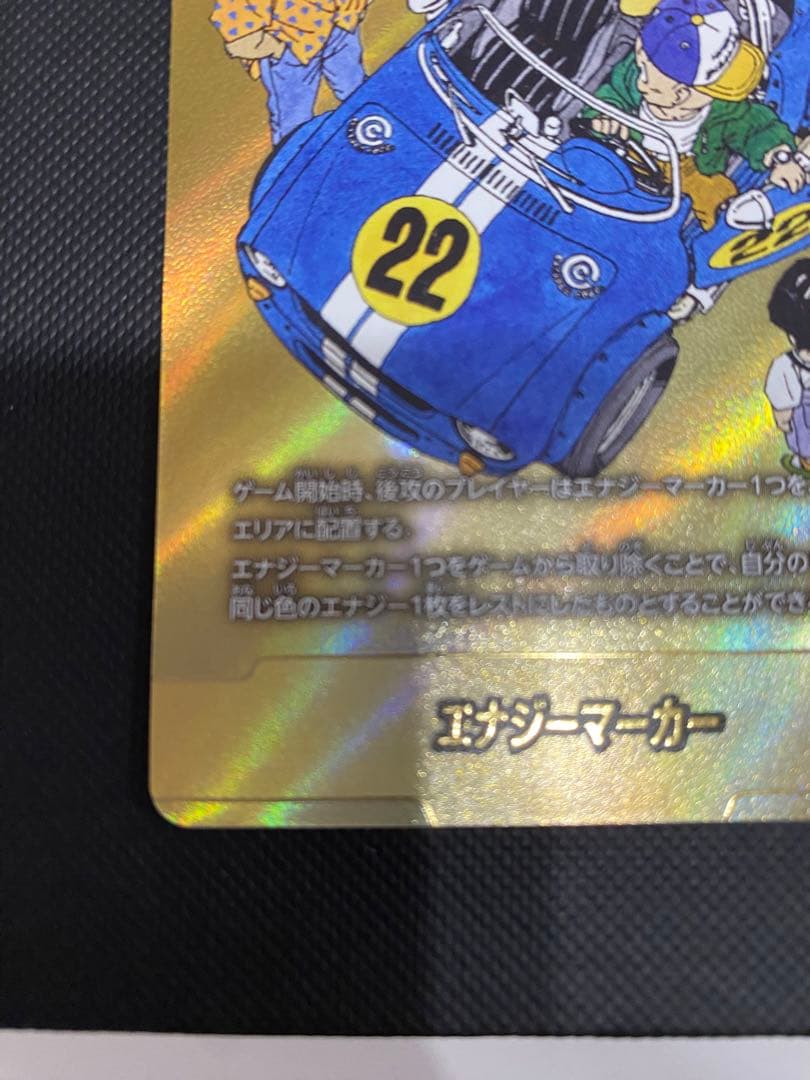 22
22
ゲーム開始時、後攻のプレイヤーはエナジーマーカー1つを
エリアに配置する.
エナジーマーカー1つをゲームから取り除くことで、自分の
同じ色のエナジー1枚をレストにしたものとすることができ
エナジーマーカー